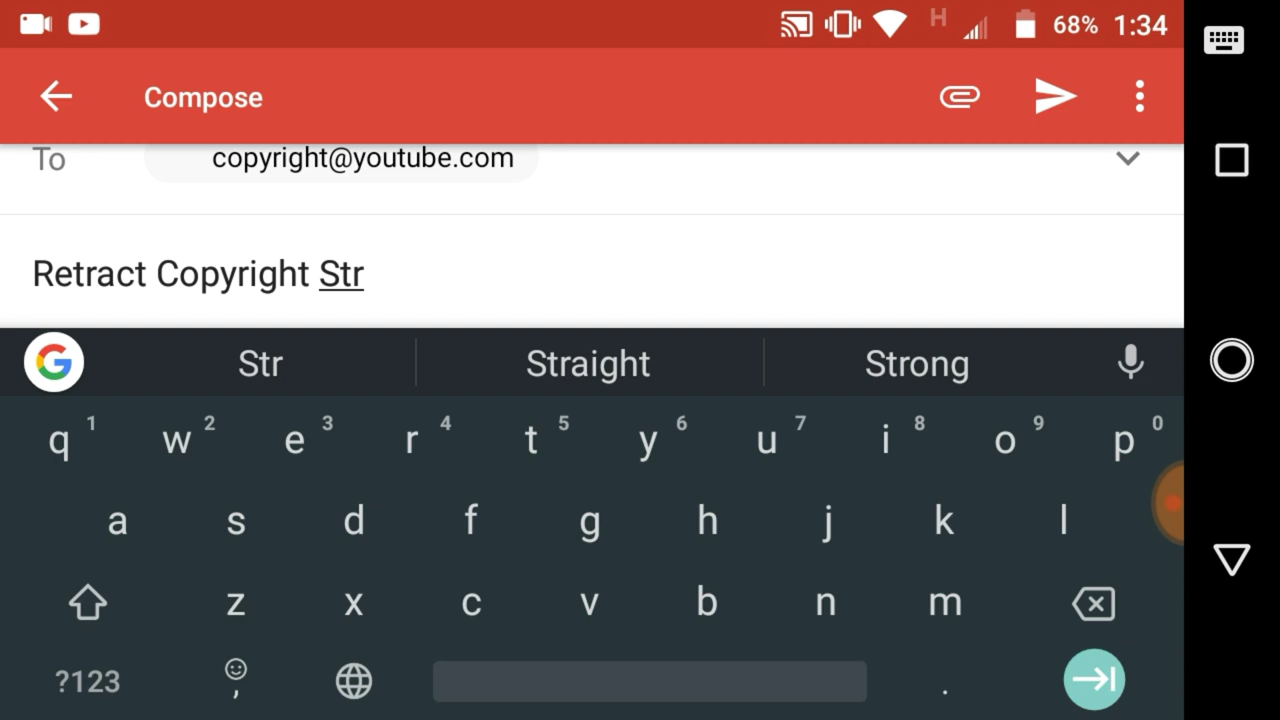 H 68% 1:34
Compose
To copyright@youtube.com
Retract Copyright Str
Str Straight Strong
q 1 w 2 e 3 r 4 t 5 y 6 u 7 i 8 o 9 p 0
a s d f g h j k l
z x c v b n m
?123 , .